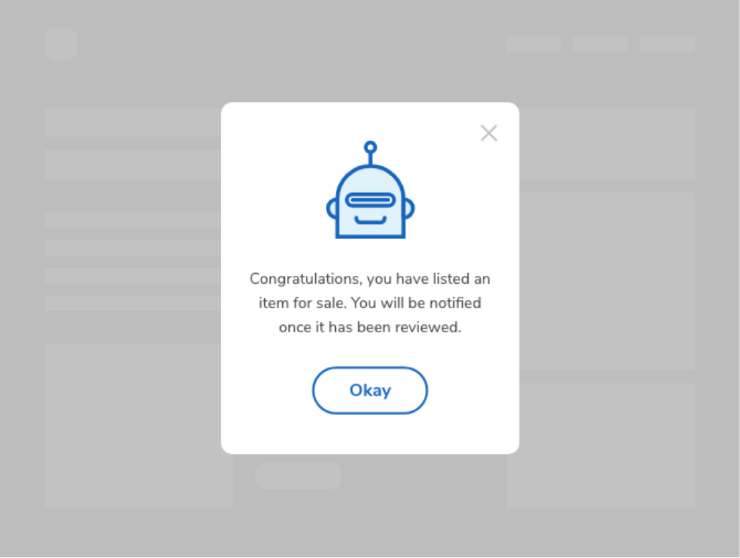 Congratulations, you have listed an
item for sale. You will be notified
once it has been reviewed.
Okay